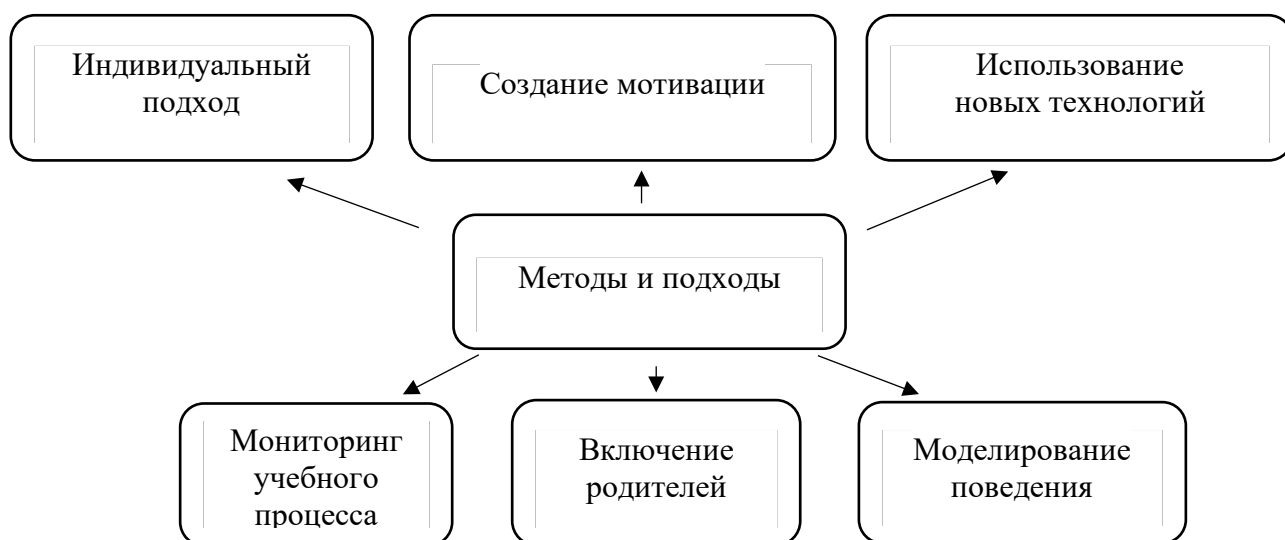 Индивидуальный
подход
Создание мотивации
Использование
новых технологий
Методы и подходы
Мониторинг
учебного
процесса
Включение
родителей
Моделирование
поведения